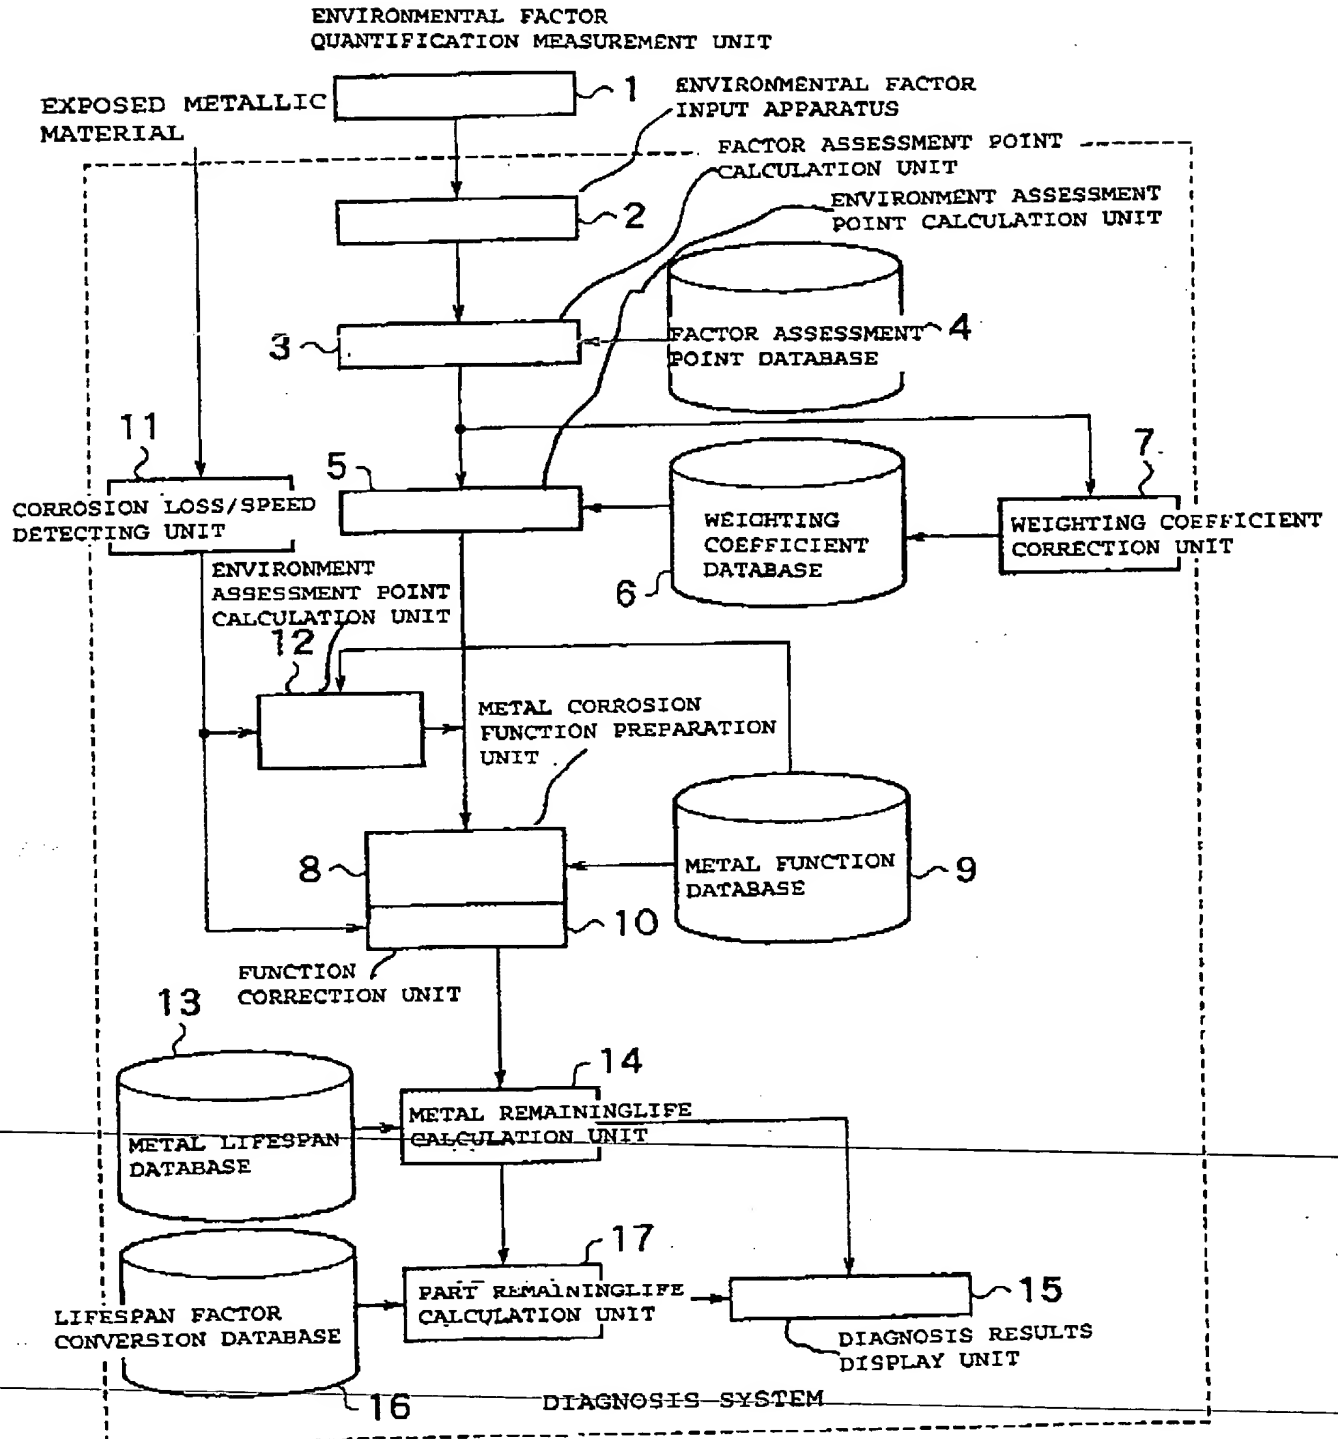 ENVIRONMENTAL FACTOR
QUANTIFICATION MEASUREMENT UNIT
1
ENVIRONMENTAL FACTOR
INPUT APPARATUS
EXPOSED METALLIC
MATERIAL
FACTOR ASSESSMENT POINT
CALCULATION UNIT
2
ENVIRONMENT ASSESSMENT
POINT CALCULATION UNIT
3
FACTOR ASSESSMENT
POINT DATABASE
4
11
CORROSION LOSS/SPEED
DETECTING UNIT
5
WEIGHTING
COEFFICIENT
DATABASE
6
7
WEIGHTING COEFFICIENT
CORRECTION UNIT
ENVIRONMENT
ASSESSMENT POINT
CALCULATION UNIT
12
METAL CORROSION
FUNCTION PREPARATION
UNIT
8
METAL FUNCTION
DATABASE
9
10
FUNCTION
CORRECTION UNIT
13
METAL LIFESPAN
DATABASE
14
METAL REMAININGLIFE
CALCULATION UNIT
17
PART REMAININGLIFE
CALCULATION UNIT
LIFESPAN FACTOR
CONVERSION DATABASE
16
15
DIAGNOSIS RESULTS
DISPLAY UNIT
DIAGNOSIS SYSTEM